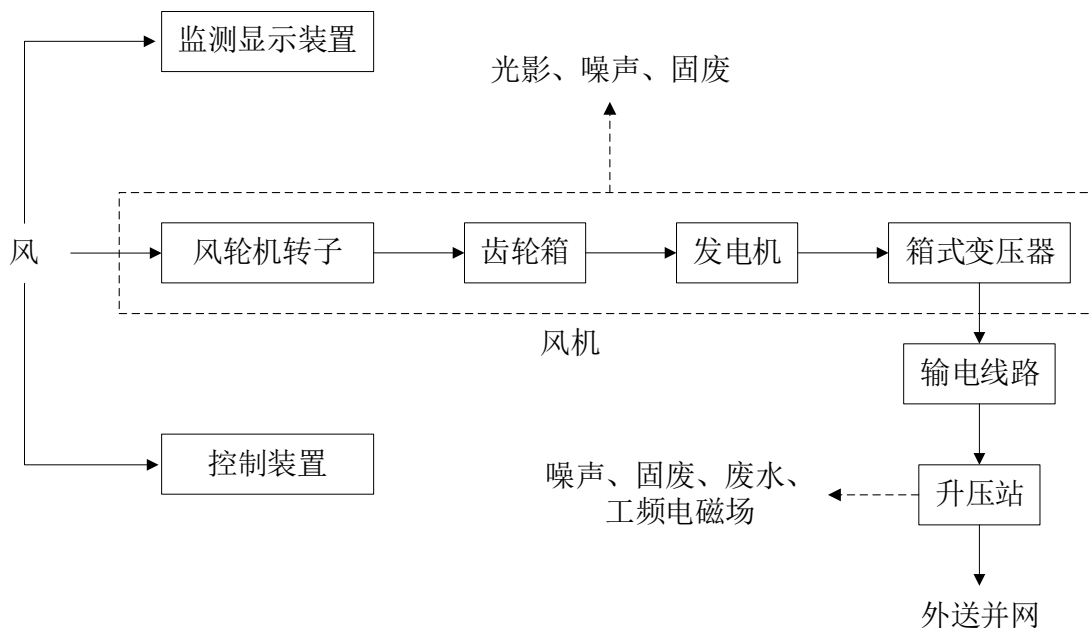 监测显示装置
光影、噪声、固废
风
风轮机转子
齿轮箱
发电机
箱式变压器
风机
输电线路
控制装置
噪声、固废、废水、
工频电磁场
升压站
外送并网